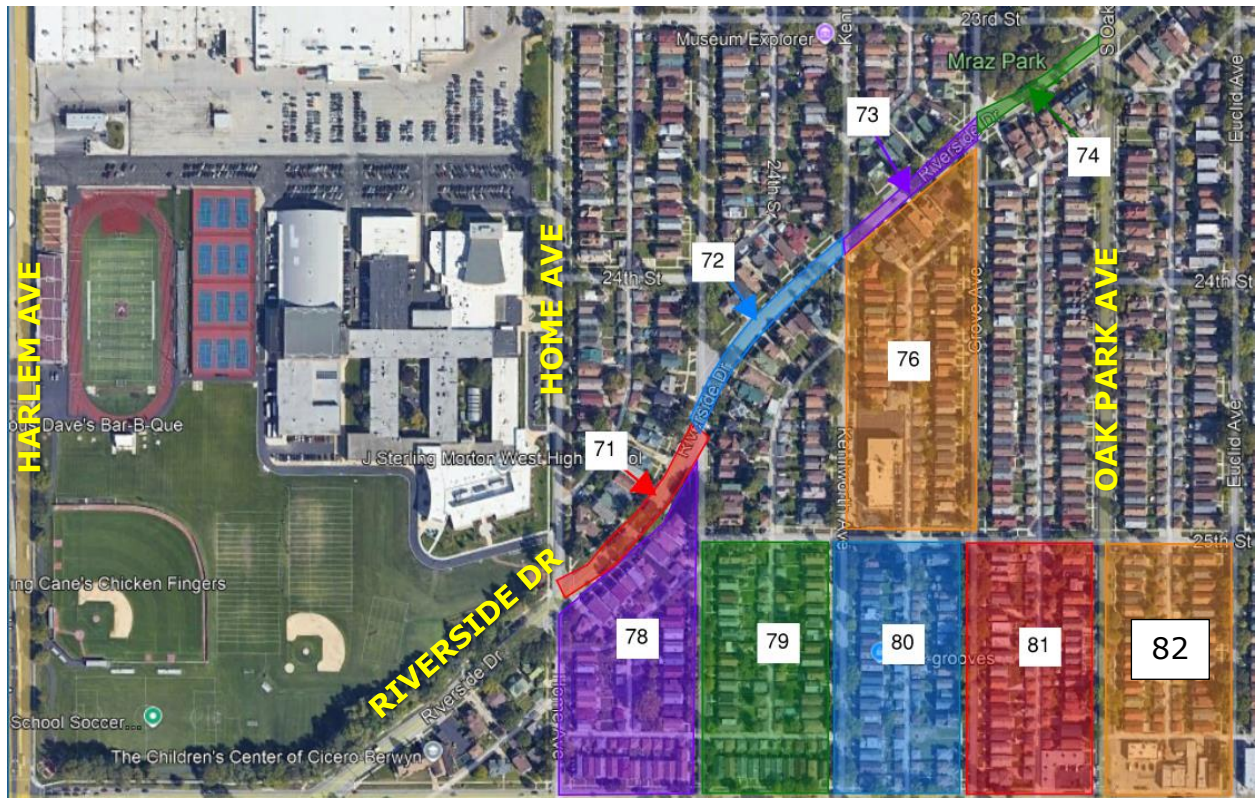 23rd St
Museum Explorer
Keni
S Oak
Mraz Park
73
Riverside Dr
74
Euclid Ave
24th St
72
24th St
24th St
HARLEM AVE
HOME AVE
OAK PARK AVE
Grove Ave
76
Riverside Dr
Dave's Bar-B-Que
71
J Sterling Morton West High School
Kenilworth Ave
Euclid Ave
25th St
ing Cane's Chicken Fingers
RIVERSIDE DR
78
79
80
81
82
grooves
Riverside Dr
Home Ave
School Soccer...
The Children's Center of Cicero-Berwyn